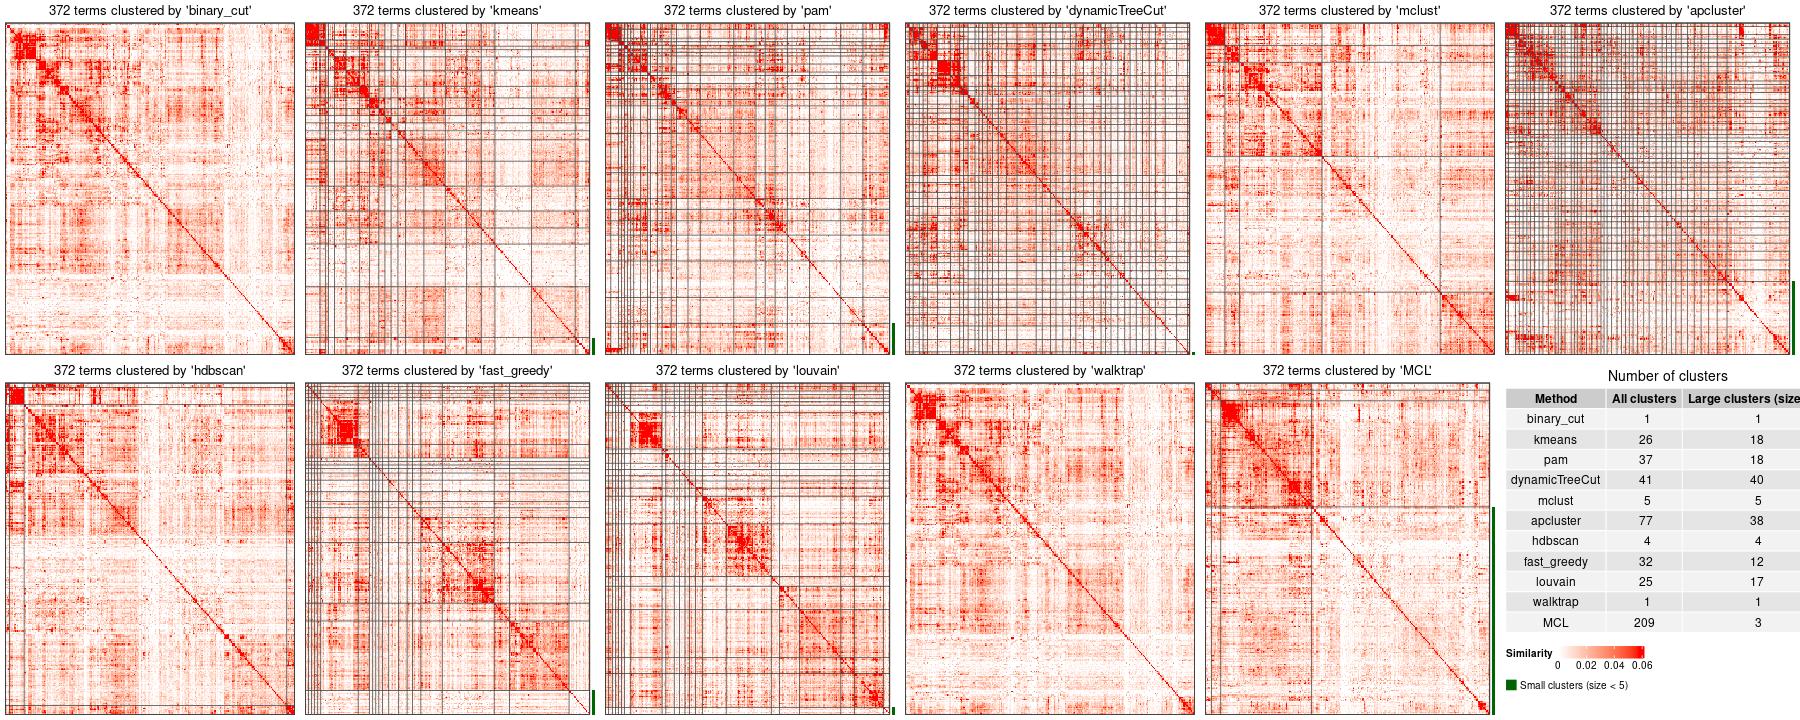 372 terms clustered by 'binary_cut'
372 terms clustered by 'kmeans'
372 terms clustered by 'pam'
372 terms clustered by 'dynamicTreeCut'
372 terms clustered by 'mclust'
372 terms clustered by 'apcluster'
372 terms clustered by 'hdbscan'
372 terms clustered by 'fast_greedy'
372 terms clustered by 'louvain'
372 terms clustered by 'walktrap'
372 terms clustered by 'MCL'
Number of clusters
Method All clusters Large clusters (size
binary_cut 1 1
kmeans 26 18
pam 37 18
dynamicTreeCut 41 40
mclust 5 5
apcluster 77 38
hdbscan 4 4
fast_greedy 32 12
louvain 25 17
walktrap 1 1
MCL 209 3
Similarity
0 0.02 0.04 0.06
Small clusters (size < 5)